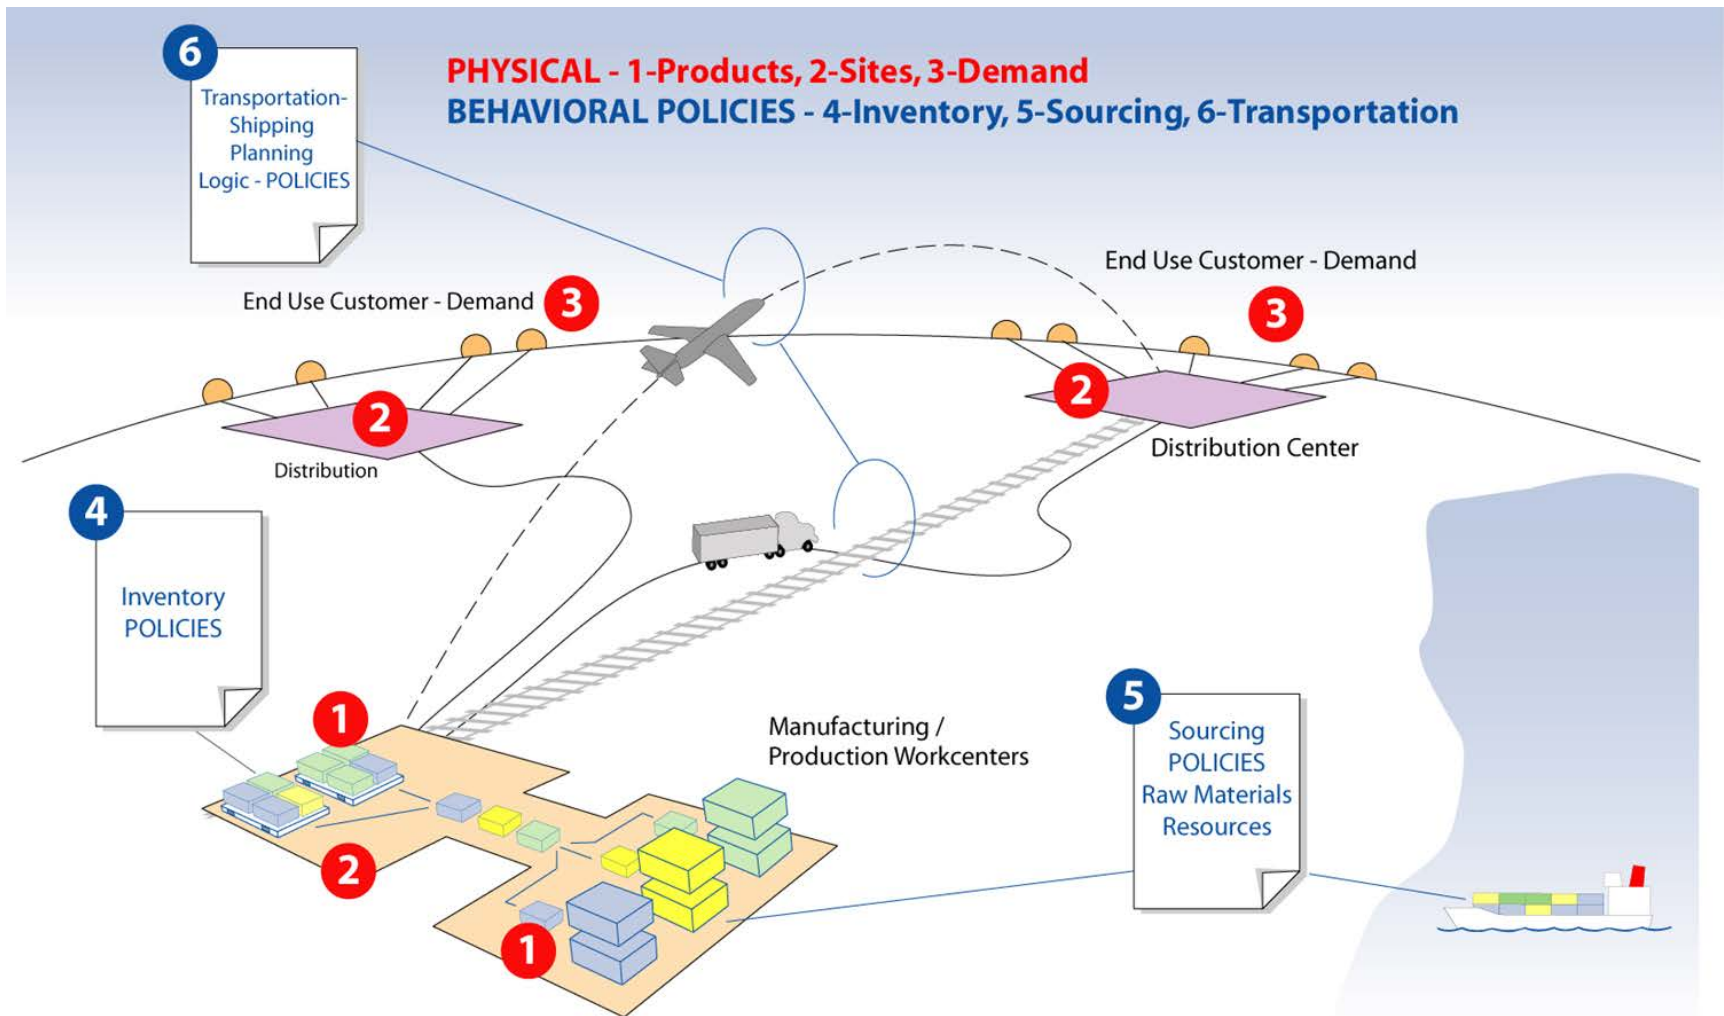 6
Transportation-
Shipping
Planning
Logic - POLICIES
PHYSICAL - 1-Products, 2-Sites, 3-Demand
BEHAVIORAL POLICIES - 4-Inventory, 5-Sourcing, 6-Transportation
End Use Customer - Demand
3
End Use Customer - Demand
3
2
Distribution
2
Distribution Center
4
Inventory
POLICIES
1
2
1
Manufacturing /
Production Workcenters
5
Sourcing
POLICIES
Raw Materials
Resources